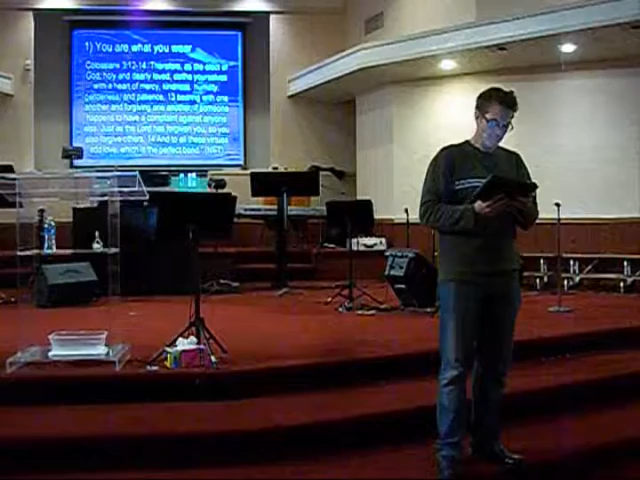 1) You are what you wear
Colossians 3:12-14 Therefore, as the elect of
God, holy and dearly loved, clothe yourselves
with a heart of mercy, kindness, humility,
gentleness, and patience, 13 bearing with one
another and forgiving one another, if someone
happens to have a complaint against anyone
else. Just as the Lord has forgiven you, so you
also forgive others. 14 And to all these virtues
add love, which is the perfect bond." (NET)